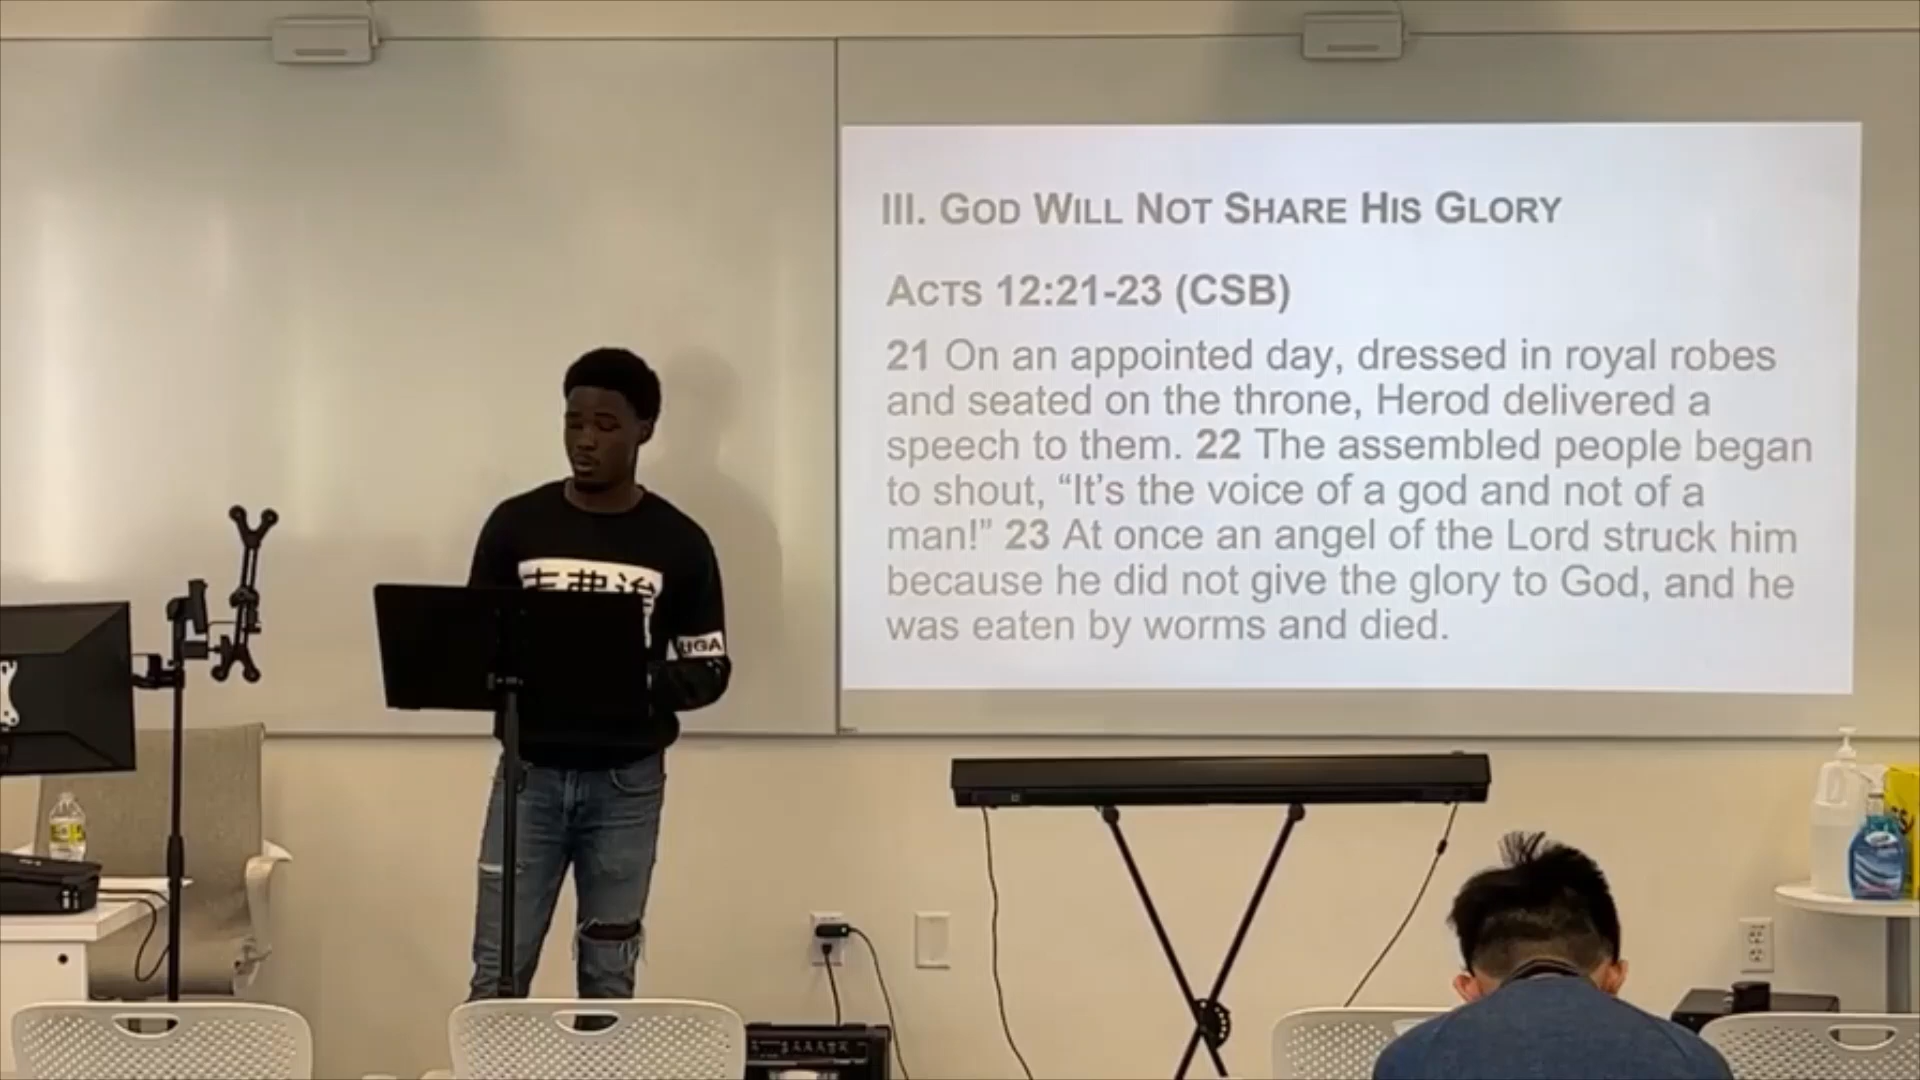 III. GOD WILL NOT SHARE HIS GLORY
ACTS 12:21-23 (CSB)
21 On an appointed day, dressed in royal robes
and seated on the throne, Herod delivered a
speech to them. 22 The assembled people began
to shout, “It’s the voice of a god and not of a
man!” 23 At once an angel of the Lord struck him
because he did not give the glory to God, and he
was eaten by worms and died.
UGA